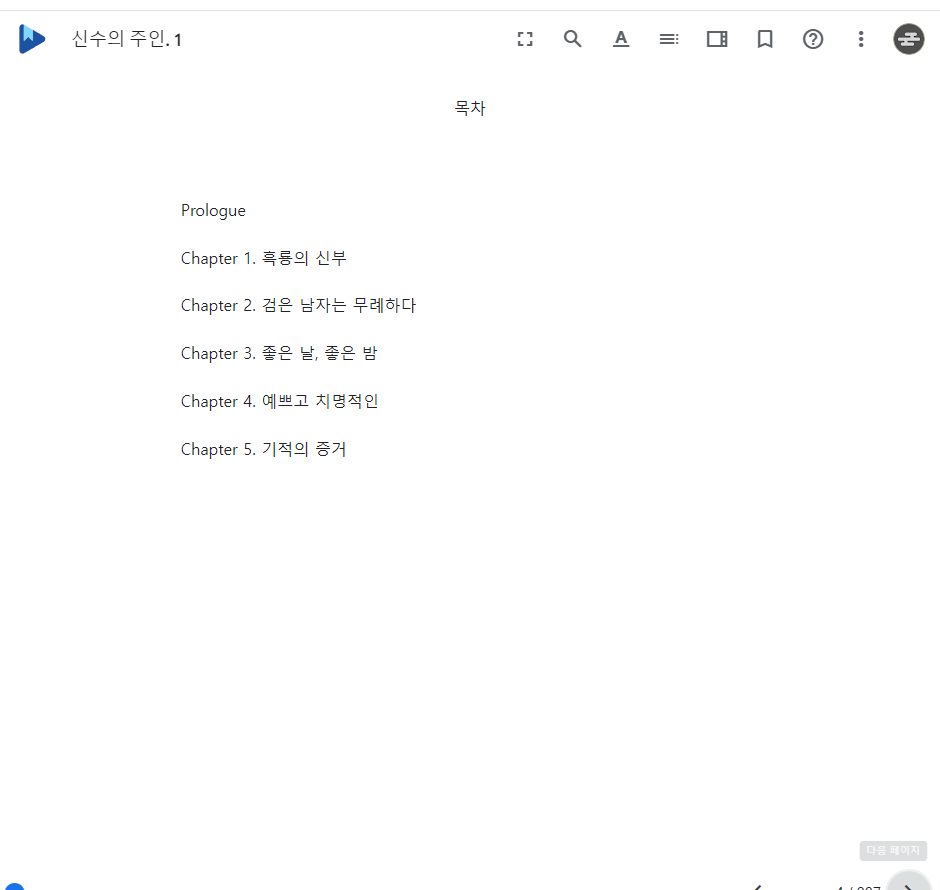 신수의 주인. 1
목차
Prologue
Chapter 1. 흑룡의 신부
Chapter 2. 검은 남자는 무례하다
Chapter 3. 좋은 날, 좋은 밤
Chapter 4. 예쁘고 치명적인
Chapter 5. 기적의 증거
다음 페이지